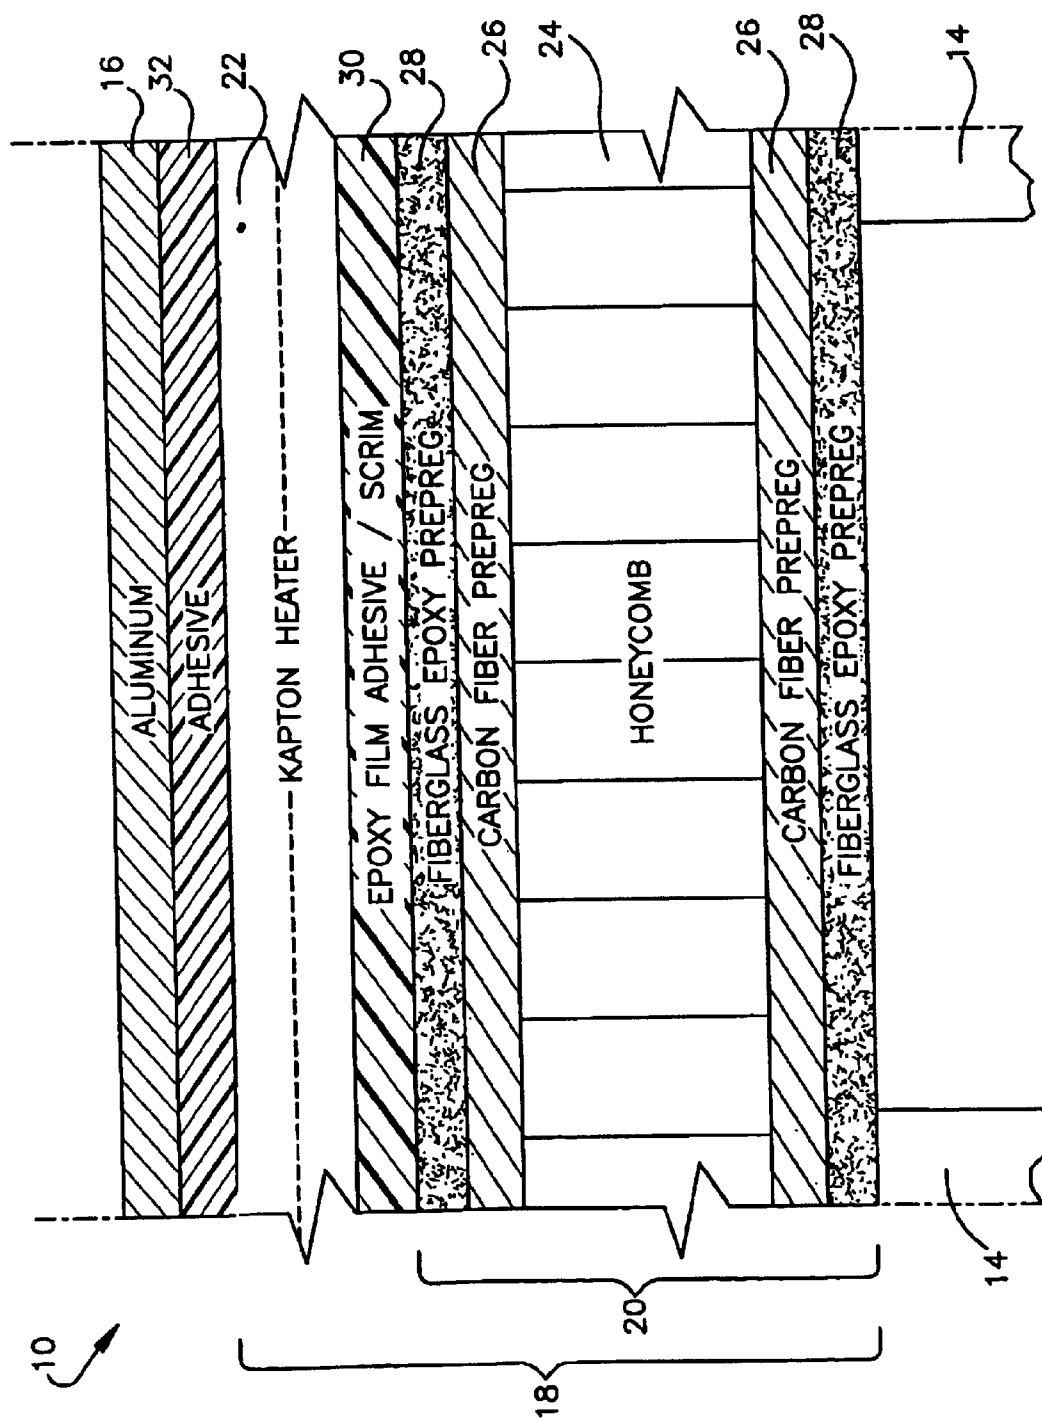 10
16
32
22
30
28
26
24
26
28
14
ALUMINUM
ADHESIVE
KAPTON HEATER
EPOXY FILM ADHESIVE / SCRIM
FIBERGLASS EPOXY PREPREG
CARBON FIBER PREPREG
HONEYCOMB
CARBON FIBER PREPREG
FIBERGLASS EPOXY PREPREG
18
20
14